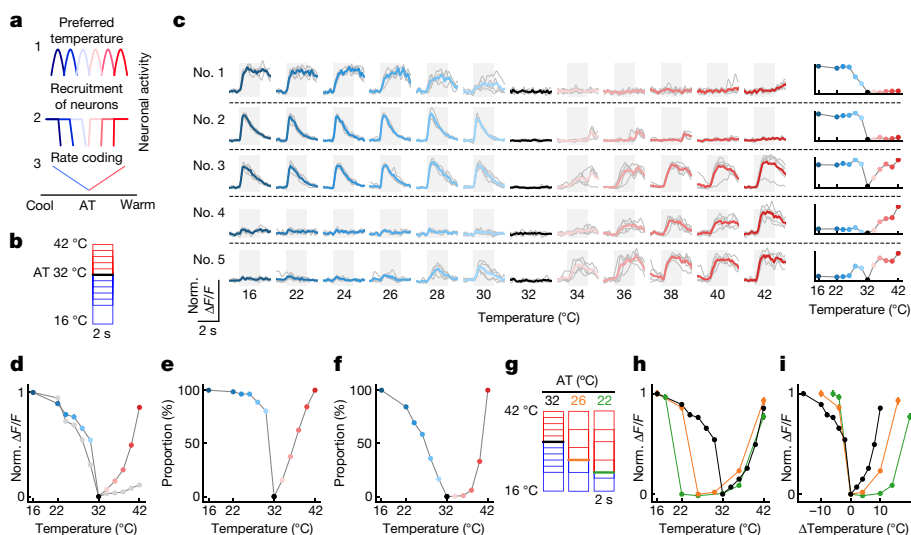 a
Preferred
temperature
1
Recruitment
of neurons
2
Rate coding
3
Cool AT Warm
Neuronal activity
b
42 °C
AT 32 °C
16 °C
2 s
c
No. 1
No. 2
No. 3
No. 4
No. 5
16 22 24 26 28 30 32 34 36 38 40 42
Norm.
ΔF/F
2 s
Temperature (°C)
16 22 32 42
d
1
0
Norm. ΔF/F
16 22 32 42
Temperature (°C)
e
100
50
0
Proportion (%)
16 22 32 42
Temperature (°C)
f
100
50
0
Proportion (%)
16 22 32 42
Temperature (°C)
g
AT (°C)
32 26 22
42 °C
16 °C
2 s
h
1
0
Norm. ΔF/F
16 22 32 42
Temperature (°C)
i
1
0
Norm. ΔF/F
−10 0 10
ΔTemperature (°C)